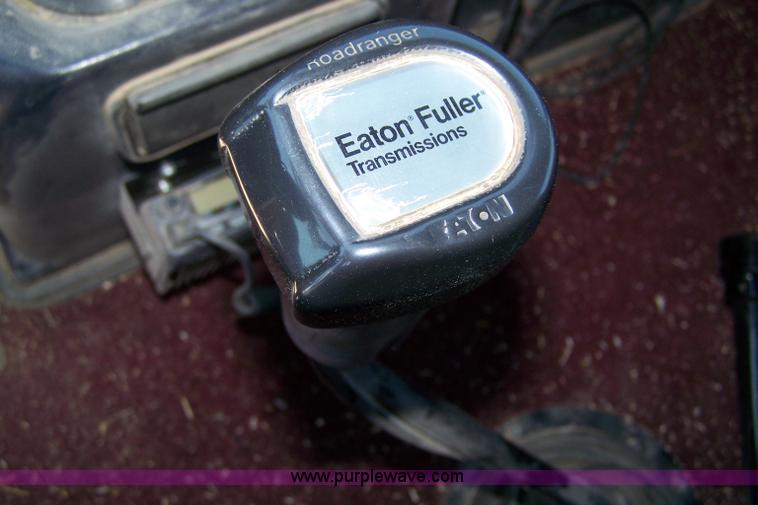 Roadranger
Eaton® Fuller®
Transmissions
EATON
www.purplewave.com